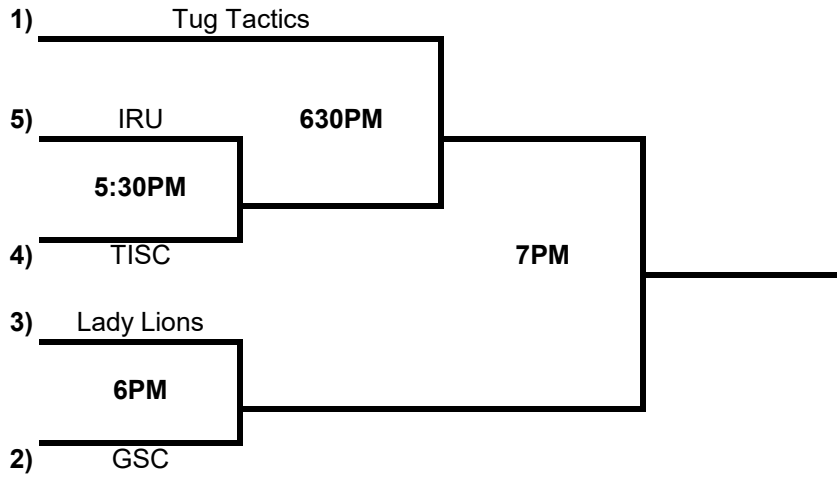 1) Tug Tactics
5) IRU 630PM
5:30PM
4) TISC 7PM
3) Lady Lions
6PM
2) GSC